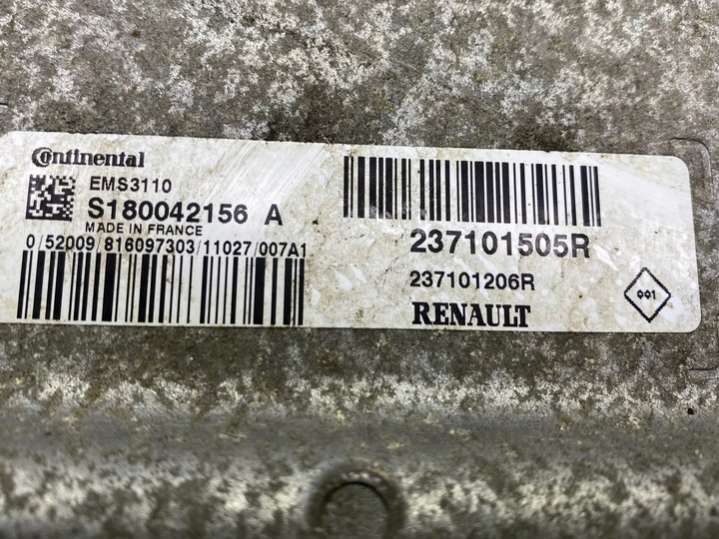 Continental
EMS3110
S180042156 A
MADE IN FRANCE
0/52009/816097303/11027/007A1
237101505R
237101206R
RENAULT
001